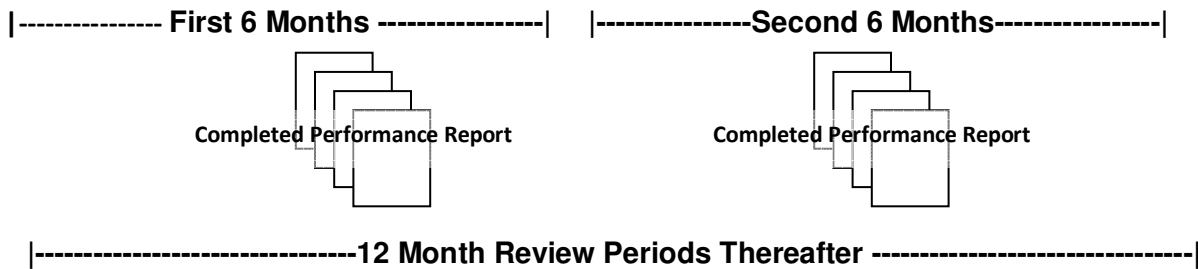 |---------------- First 6 Months -----------------| |----------------Second 6 Months-----------------|
Completed Performance Report Completed Performance Report
|----------------------------------12 Month Review Periods Thereafter ---------------------------------|